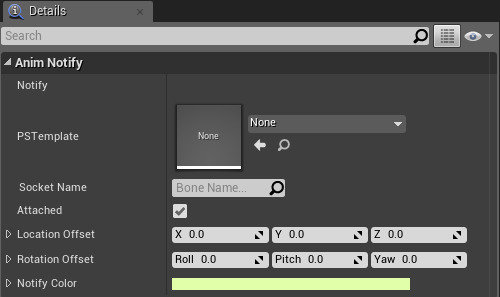 Details
Search
Anim Notify
Notify
PSTemplate None None
Socket Name Bone Name...
Attached
Location Offset X 0.0 Y 0.0 Z 0.0
Rotation Offset Roll 0.0 Pitch 0.0 Yaw 0.0
Notify Color